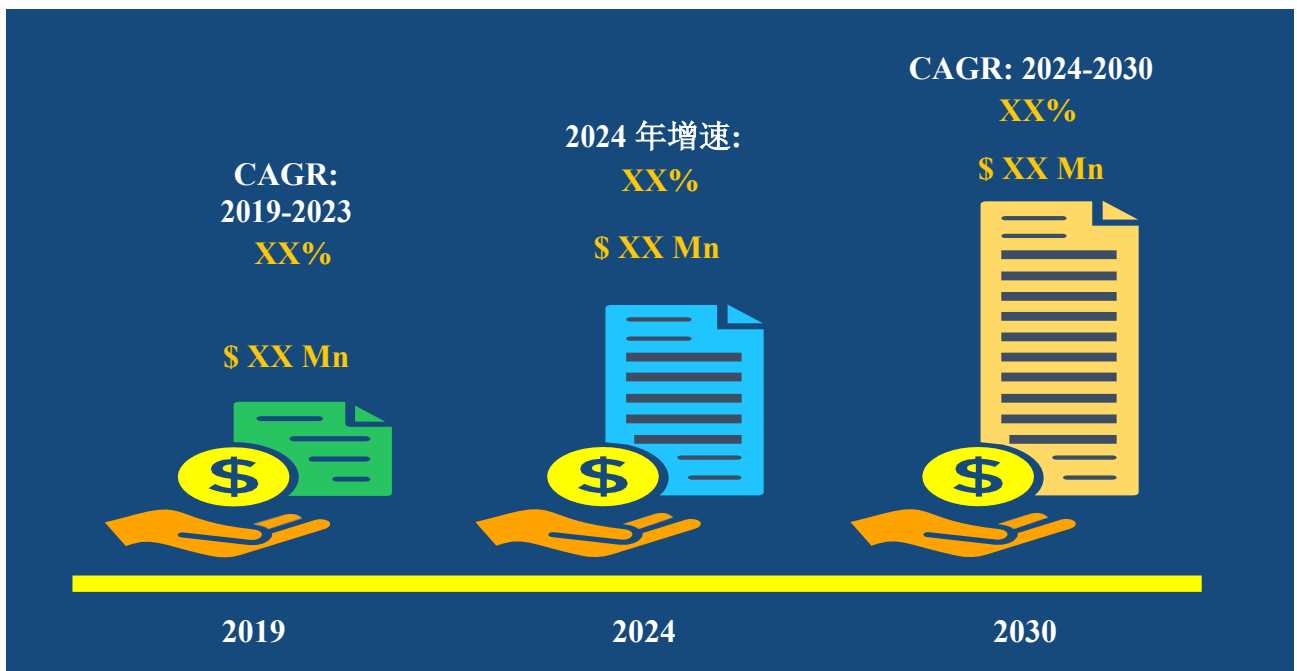 CAGR:
2019-2023
XX%
$ XX Mn
2024 年增速:
XX%
$ XX Mn
CAGR: 2024-2030
XX%
$ XX Mn
$
$
$
2019
2024
2030